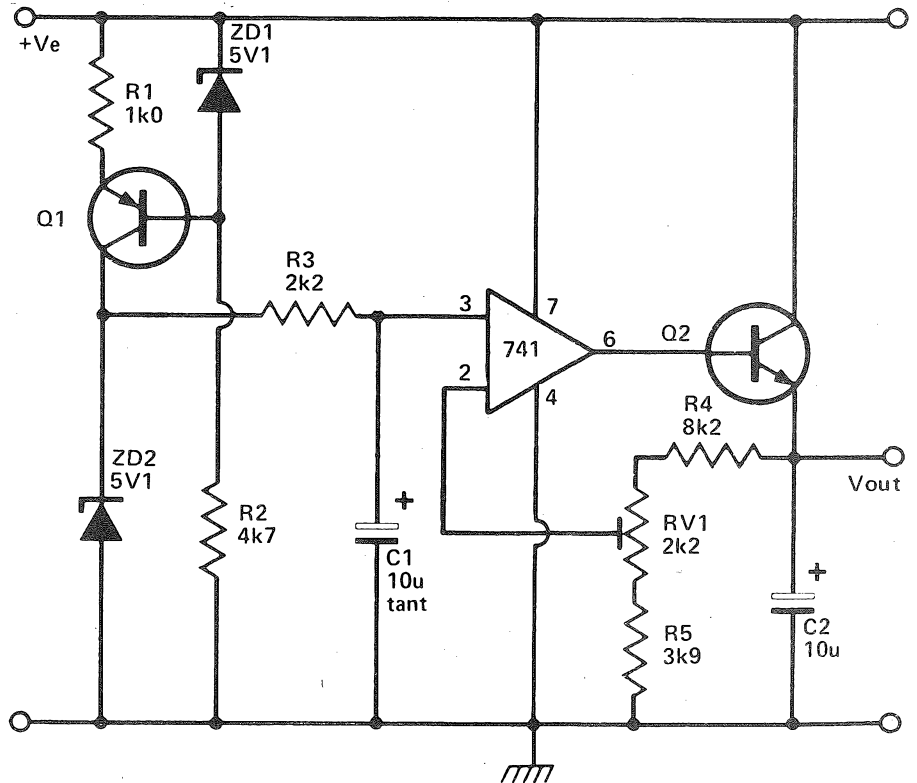 +Ve
ZD1
5V1
R1
1k0
Q1
R3
2k2
3
7
741
6
2
4
Q2
R4
8k2
Vout
ZD2
5V1
R2
4k7
+
C1
10u
tant
RV1
2k2
R5
3k9
+
C2
10u